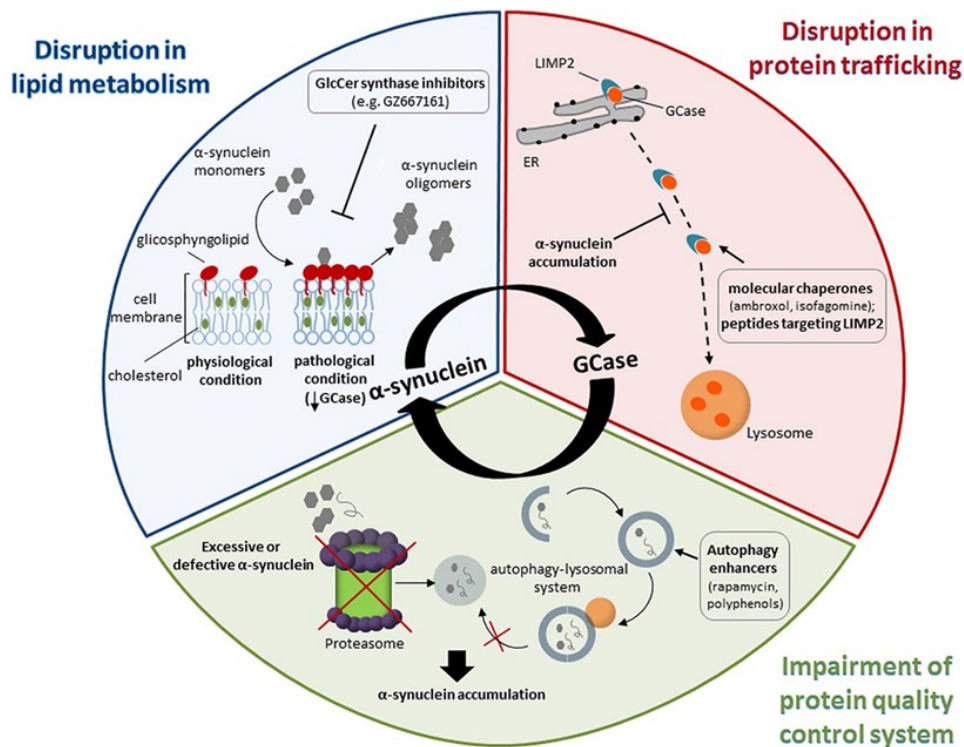 Disruption in
lipid metabolism
GlcCer synthase inhibitors
(e.g. GZ667161)
α-synuclein
monomers
α-synuclein
oligomers
glicosphyngolipid
cell
membrane
cholesterol
physiological
condition
pathological
condition
(↓GCase)
Disruption in
protein trafficking
LIMP2
GCase
ER
α-synuclein
accumulation
molecular chaperones
(ambroxol, isofagomine);
peptides targeting LIMP2
Lysosome
α-synuclein
GCase
Excessive or
defective α-synuclein
Proteasome
autophagy-lysosomal
system
Autophagy
enhancers
(rapamycin,
polyphenols)
α-synuclein accumulation
Impairment of
protein quality
control system